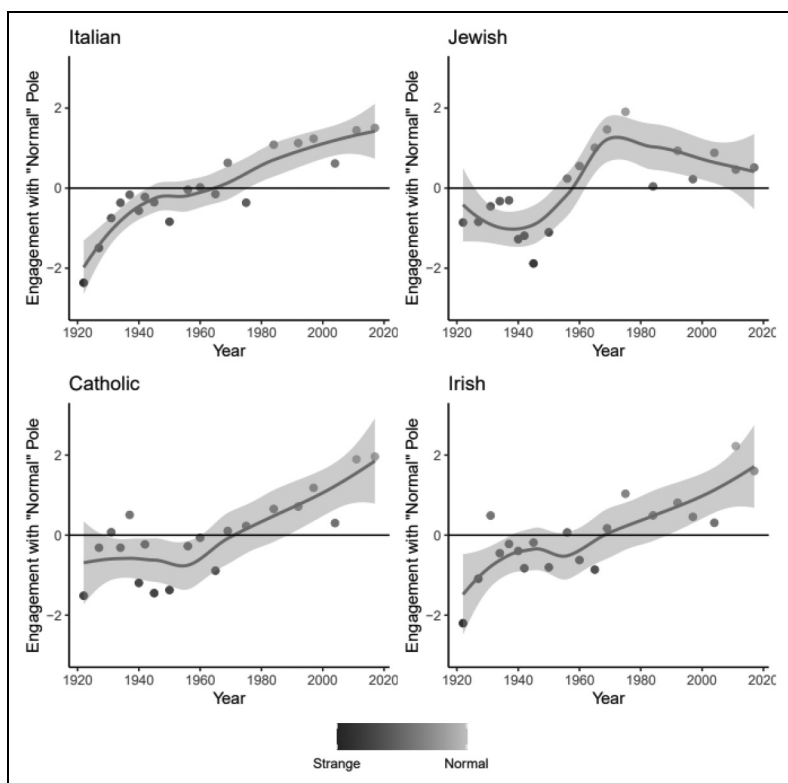 Italian
Engagement with "Normal" Pole
2
0
−2
1920 1940 1960 1980 2000 2020
Year
Jewish
Engagement with "Normal" Pole
2
0
−2
1920 1940 1960 1980 2000 2020
Year
Catholic
Engagement with "Normal" Pole
2
0
−2
1920 1940 1960 1980 2000 2020
Year
Irish
Engagement with "Normal" Pole
2
0
−2
1920 1940 1960 1980 2000 2020
Year
Strange Normal